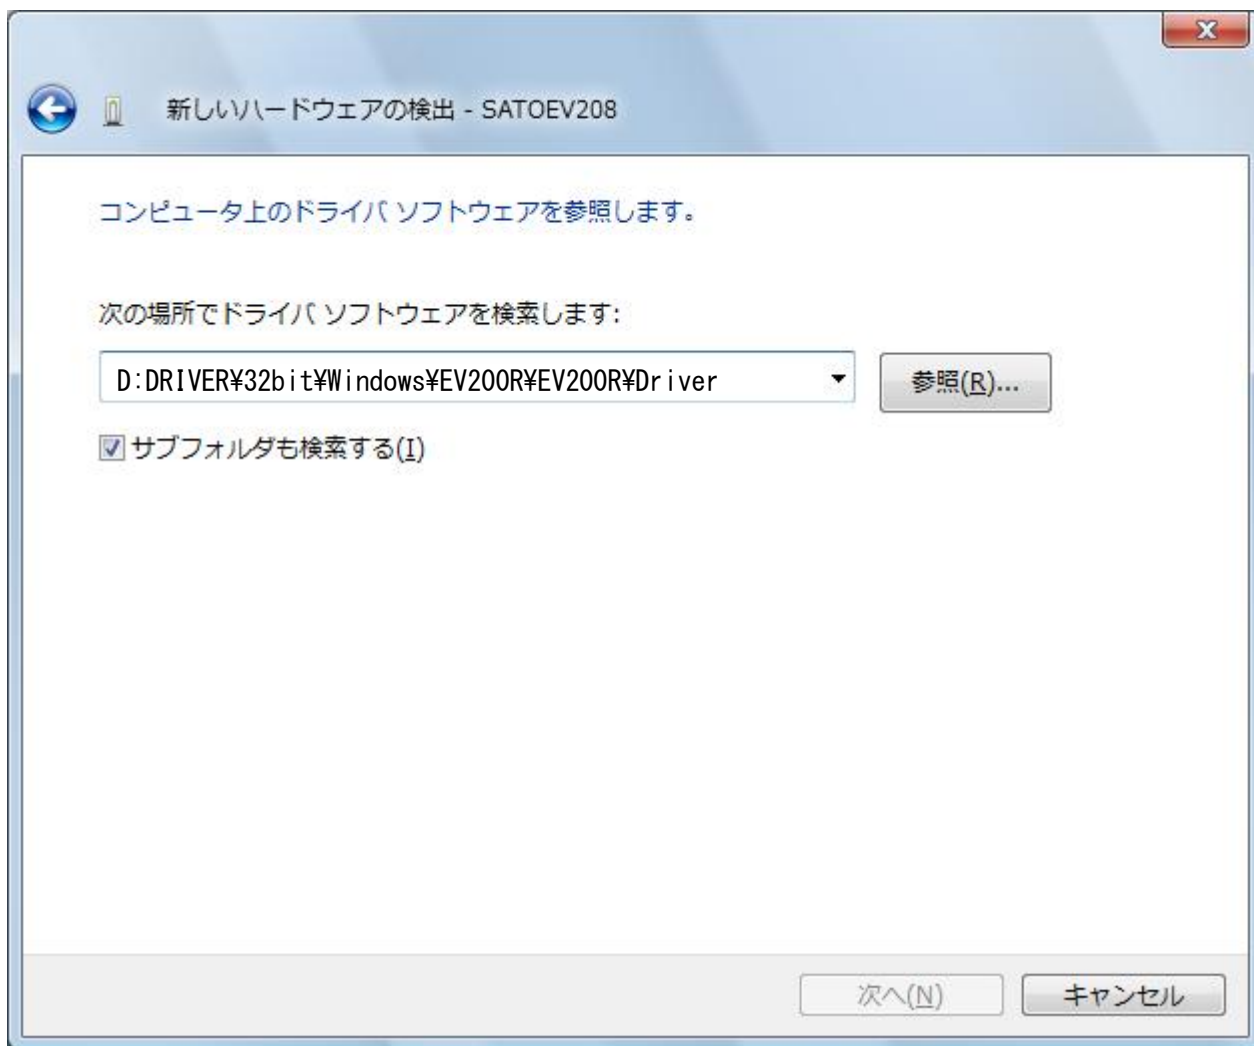 新しいハードウェアの検出 - SATOEV208
コンピュータ上のドライバ ソフトウェアを参照します。
次の場所でドライバ ソフトウェアを検索します:
D:DRIVER¥32bit¥Windows¥EV200R¥EV200R¥Driver
参照(R)...
サブフォルダも検索する(I)
次へ(N)
キャンセル